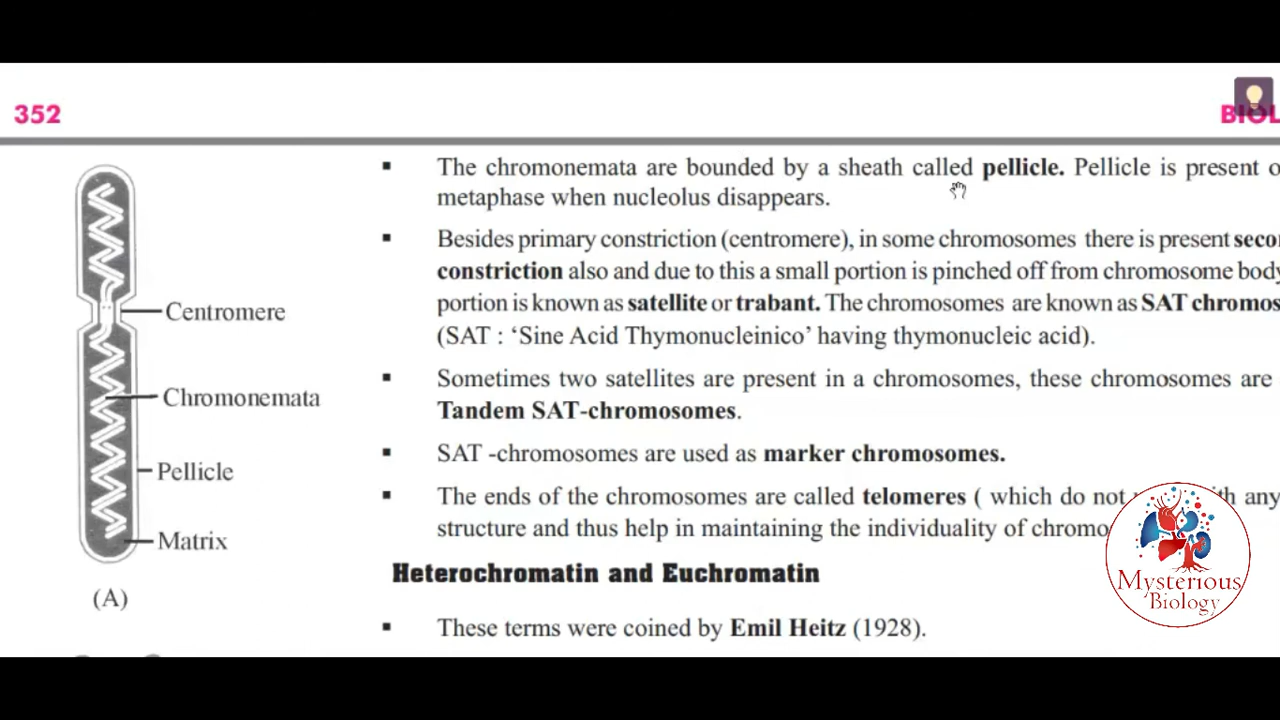 352
BIOL
The chromonemata are bounded by a sheath called pellicle. Pellicle is present
metaphase when nucleolus disappears.
Besides primary constriction (centromere), in some chromosomes there is present
constriction also and due to this a small portion is pinched off from chromosome body
portion is known as satellite or trabant. The chromosomes are known as SAT
(SAT : ‘Sine Acid Thymonucleinico’ having thymonucleic acid).
Sometimes two satellites are present in a chromosomes, these chromosomes are
Tandem SAT-chromosomes.
SAT -chromosomes are used as marker chromosomes.
The ends of the chromosomes are called telomeres ( which do not any
structure and thus help in maintaining the individuality of
Heterochromatin and Euchromatin
These terms were coined by Emil Heitz (1928).
Centromere
Chromonemata
Pellicle
Matrix
(A)
Mysterious
Biology